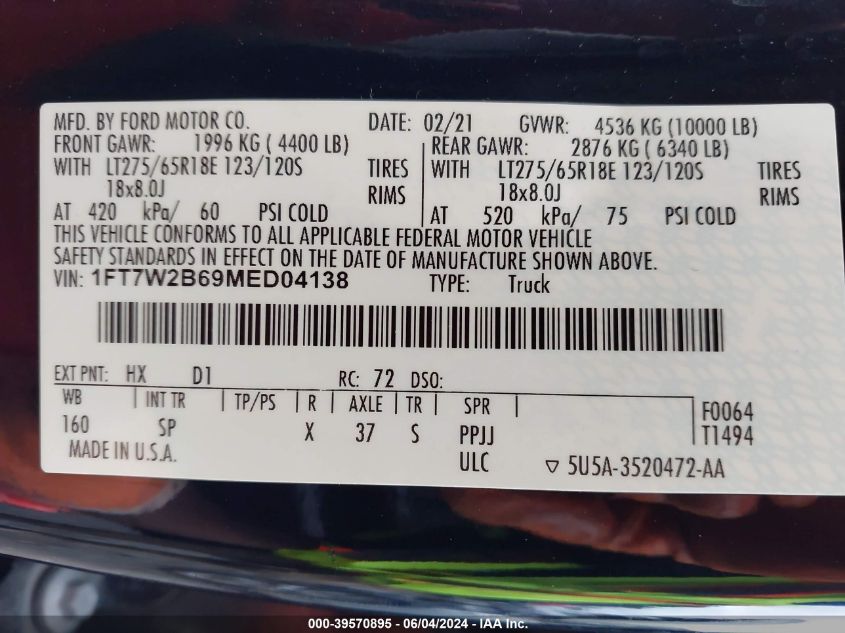 MFD. BY FORD MOTOR CO. DATE: 02/21 GVWR: 4536 KG (10000 LB)
FRONT GAWR: 1996 KG ( 4400 LB) REAR GAWR: 2876 KG ( 6340 LB)
WITH LT275/65R18E 123/120S TIRES WITH LT275/65R18E 123/120S TIRES
18x8.0J RIMS 18x8.0J RIMS
AT 420 kPa/ 60 PSI COLD AT 520 kPa/ 75 PSI COLD
THIS VEHICLE CONFORMS TO ALL APPLICABLE FEDERAL MOTOR VEHICLE
SAFETY STANDARDS IN EFFECT ON THE DATE OF MANUFACTURE SHOWN ABOVE.
VIN: 1FT7W2B69MED04138 TYPE: Truck
EXT PNT: HX D1 RC: 72 DSO:
WB | INT TR | TP/PS | R | AXLE | TR | SPR | F0064
160 SP X 37 S PPJJ T1494
MADE IN U.S.A. ULC ▽ 5U5A-3520472-AA
000-39570895 - 06/04/2024 - IAA Inc.